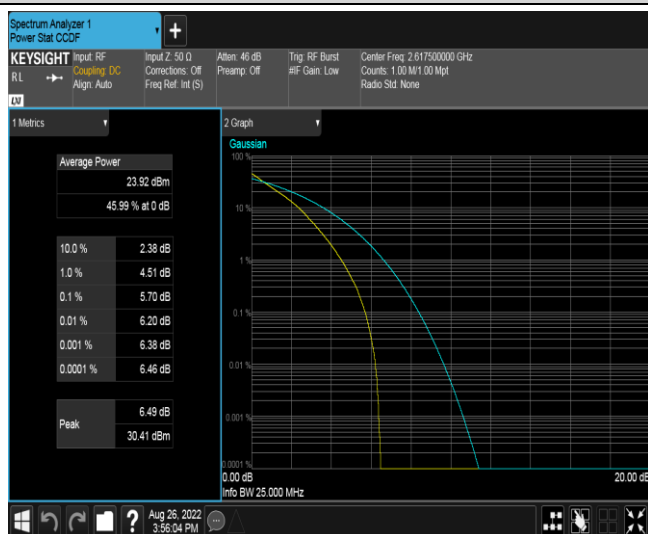 Spectrum Analyzer 1
Power Stat CCDF
+
KEYSIGHT Input: RF Input Z: 50 Ω Atten: 46 dB Trig: RF Burst Center Freq: 2.617500000 GHz
RL Coupling: DC Corrections: Off Preamp: Off #IF Gain: Low Counts: 1.00 M/1.00 Mpt
Align: Auto Freq Ref: Int (S) Radio Std: None
LXI
1 Metrics
2 Graph
Gaussian
Average Power
23.92 dBm
45.99 % at 0 dB
10.0 % 2.38 dB
1.0 % 4.51 dB
0.1 % 5.70 dB
0.01 % 6.20 dB
0.001 % 6.38 dB
0.0001 % 6.46 dB
Peak 6.49 dB
30.41 dBm
100 %
10 %
1 %
0.1 %
0.01 %
0.001 %
0.0001 %
0.00 dB 20.00 dB
Info BW 25.000 MHz
?
Aug 26, 2022
3:56:04 PM